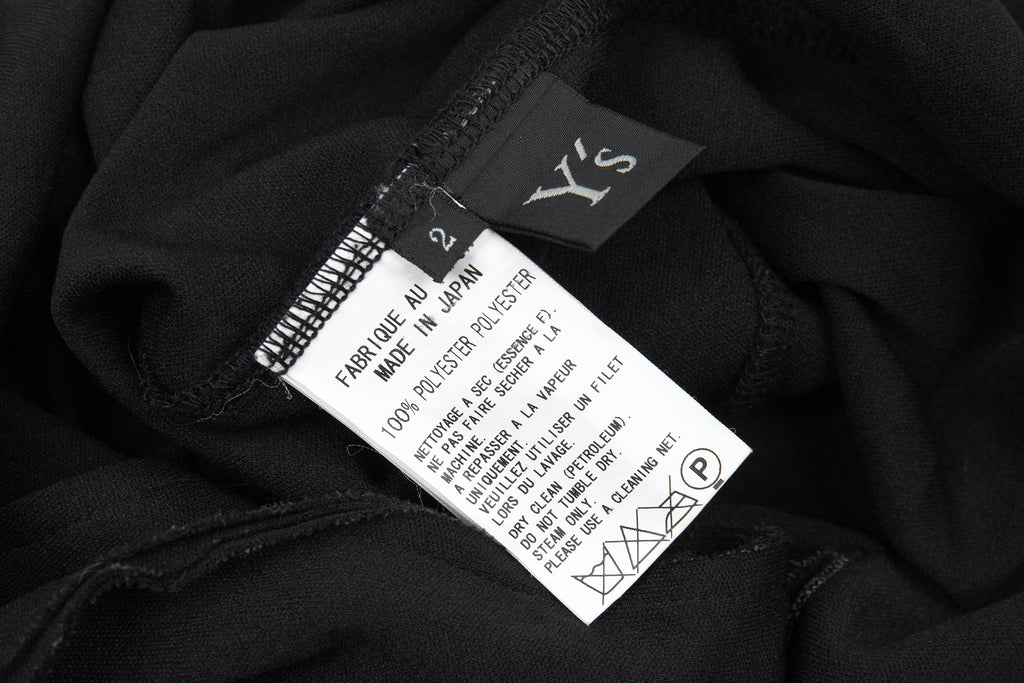 Y's
2
FABRIQUE AU
MADE IN JAPAN
100% POLYESTER POLYESTER
NETTOYAGE A SEC (ESSENCE F).
NE PAS FAIRE SECHER A LA
MACHINE.
A REPASSER A LA VAPEUR
UNIQUEMENT.
VEUILLEZ UTILISER UN FILET
LORS DU LAVAGE.
DRY CLEAN (PETROLEUM).
DO NOT TUMBLE DRY.
STEAM ONLY.
PLEASE USE A CLEANING NET.
P